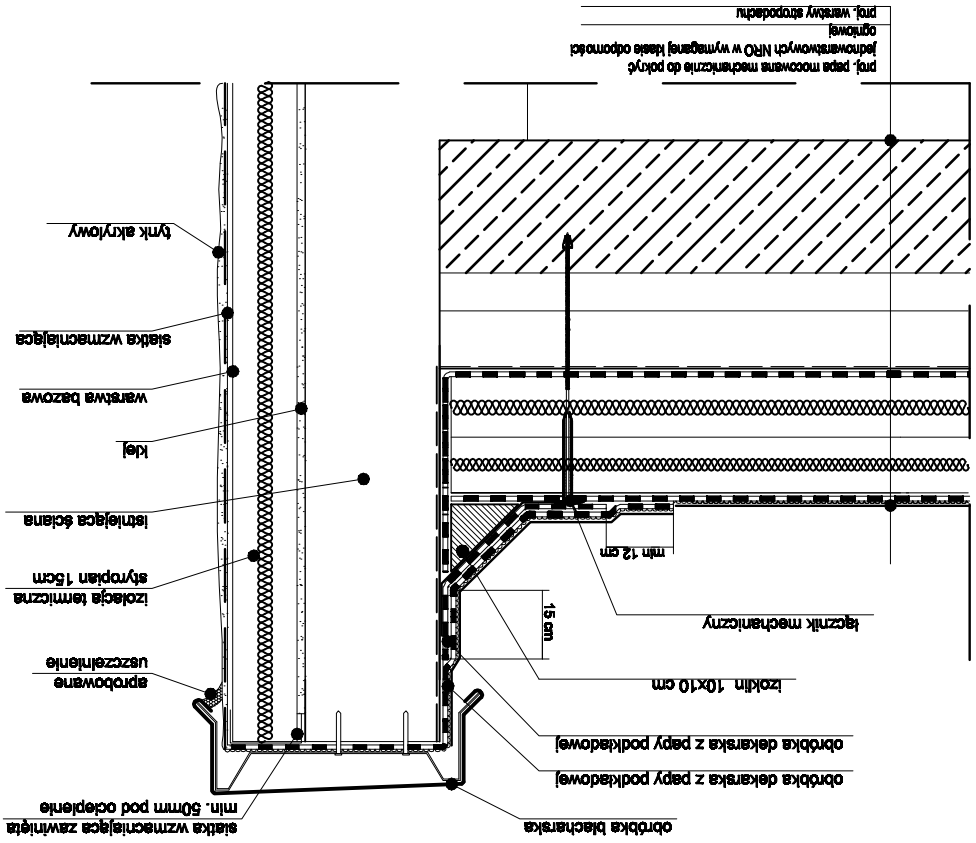 obróbka blacharska
siatka wzmacniająca zawinięta
min. 50mm pod ocieplenie
obróbka dekarska z papy podkładowej
obróbka dekarska z papy podkładowej
izoklin 10x10 cm
łącznik mechaniczny
15 cm
min 12 cm
aprobowane
uszczelnienie
izolacja termiczna
styropian 15cm
istniejąca ściana
klej
warstwa bazowa
siatka wzmacniająca
tynk akrylowy
proj. papa mocowana mechanicznie do pokryć
jednowarstwowych NRO w wymaganej klasie odporności
ogniowej
proj. warstwy stropodachu